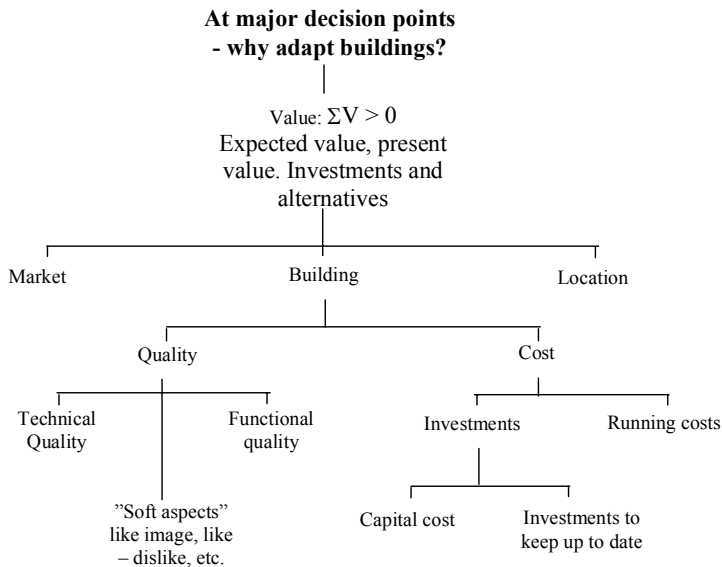 At major decision points
- why adapt buildings?
Value: ΣV > 0
Expected value, present
value. Investments and
alternatives
Market
Building
Location
Quality
Cost
Technical
Quality
Functional
quality
Investments
Running costs
”Soft aspects”
like image, like
– dislike, etc.
Capital cost
Investments to
keep up to date